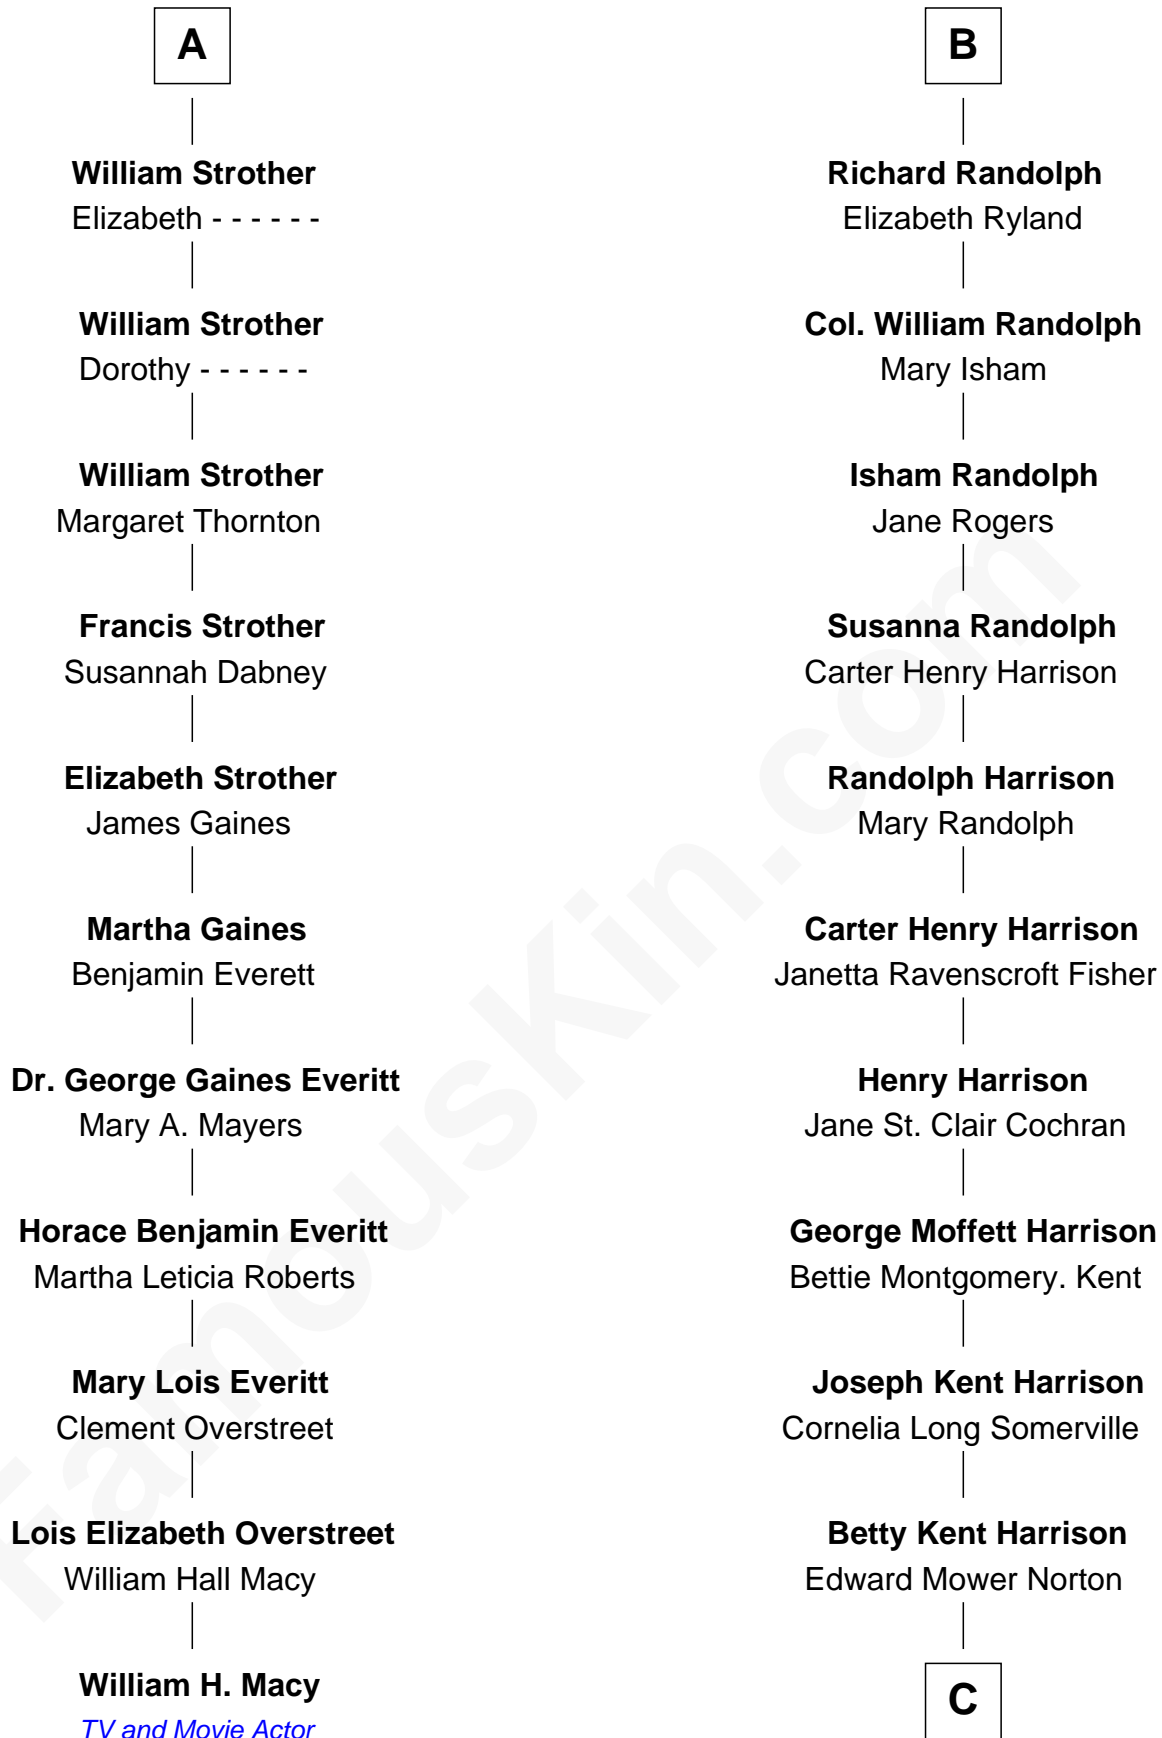 A
William Strother
Elizabeth - - - - - -
William Strother
Dorothy - - - - - -
William Strother
Margaret Thornton
Francis Strother
Susannah Dabney
Elizabeth Strother
James Gaines
Martha Gaines
Benjamin Everett
Dr. George Gaines Everitt
Mary A. Mayers
Horace Benjamin Everitt
Martha Leticia Roberts
Mary Lois Everitt
Clement Overstreet
Lois Elizabeth Overstreet
William Hall Macy
William H. Macy
TV and Movie Actor
B
Richard Randolph
Elizabeth Ryland
Col. William Randolph
Mary Isham
Isham Randolph
Jane Rogers
Susanna Randolph
Carter Henry Harrison
Randolph Harrison
Mary Randolph
Carter Henry Harrison
Janetta Ravenscroft Fisher
Henry Harrison
Jane St. Clair Cochran
George Moffett Harrison
Bettie Montgomery. Kent
Joseph Kent Harrison
Cornelia Long Somerville
Betty Kent Harrison
Edward Mower Norton
C
FamousKin.com